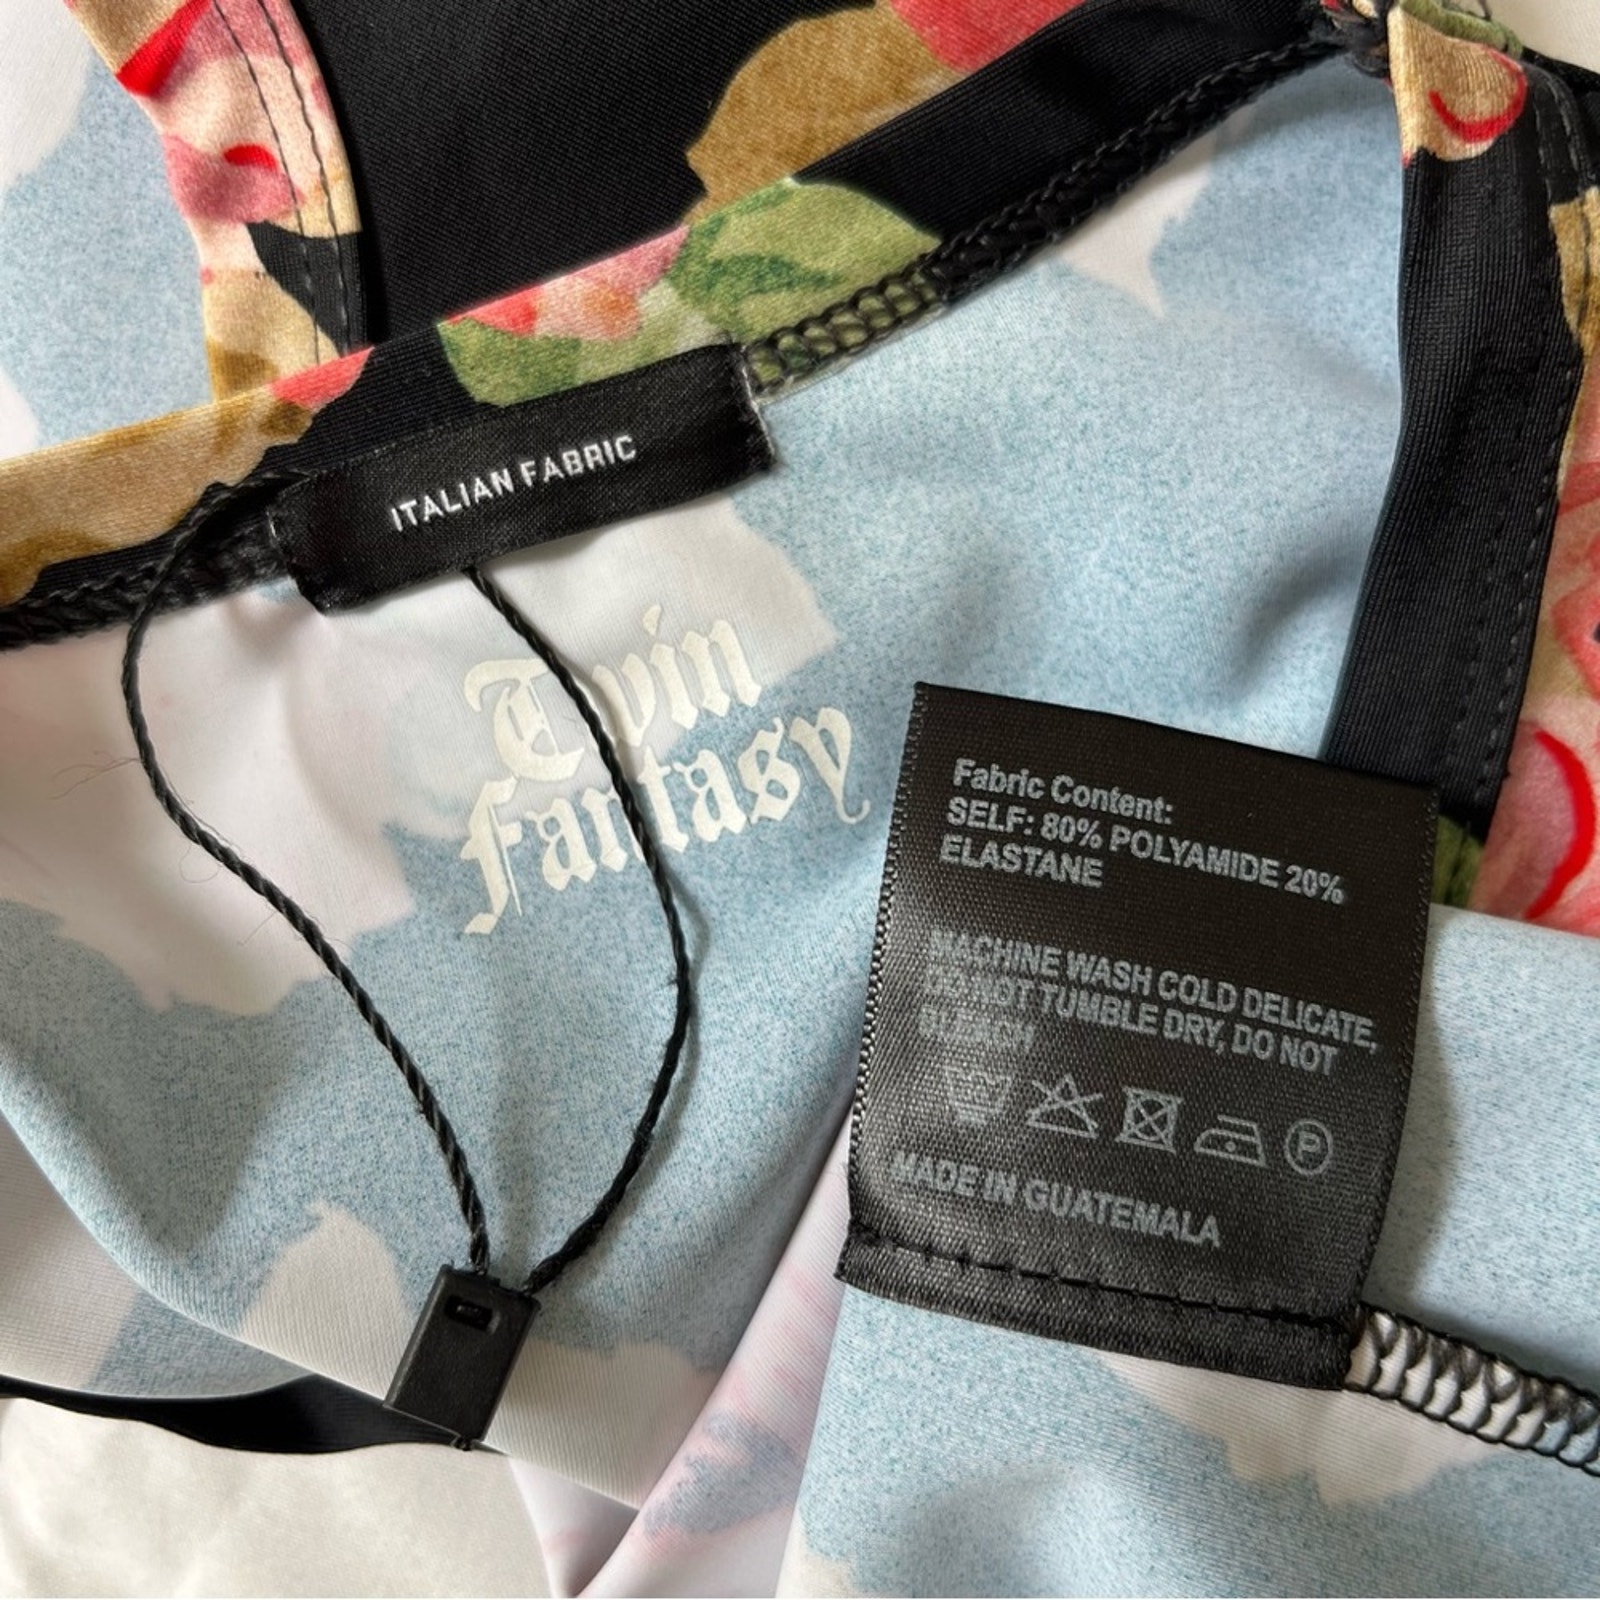 ITALIAN FABRIC
Twin
Fantasy
Fabric Content:
SELF: 80% POLYAMIDE 20%
ELASTANE
MACHINE WASH COLD DELICATE,
DO NOT TUMBLE DRY, DO NOT
BLEACH
P
MADE IN GUATEMALA